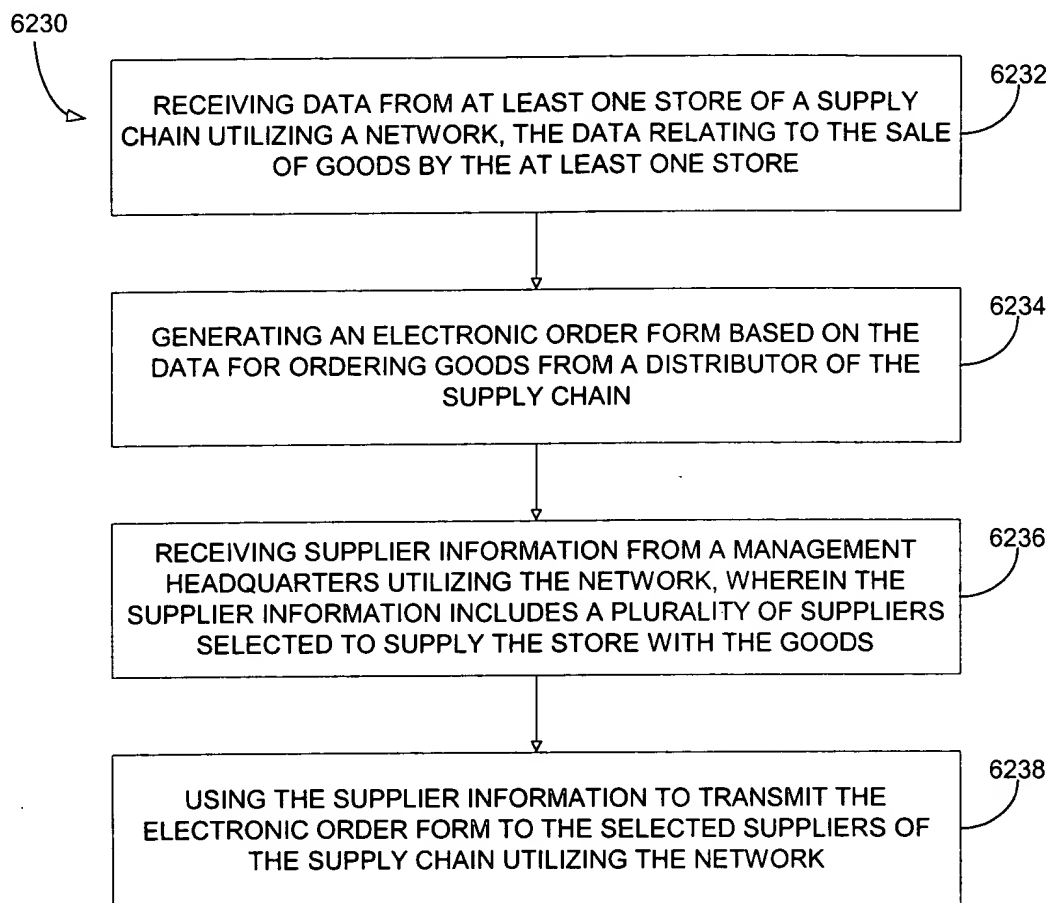 6230
6232
RECEIVING DATA FROM AT LEAST ONE STORE OF A SUPPLY
CHAIN UTILIZING A NETWORK, THE DATA RELATING TO THE SALE
OF GOODS BY THE AT LEAST ONE STORE
6234
GENERATING AN ELECTRONIC ORDER FORM BASED ON THE
DATA FOR ORDERING GOODS FROM A DISTRIBUTOR OF THE
SUPPLY CHAIN
6236
RECEIVING SUPPLIER INFORMATION FROM A MANAGEMENT
HEADQUARTERS UTILIZING THE NETWORK, WHEREIN THE
SUPPLIER INFORMATION INCLUDES A PLURALITY OF SUPPLIERS
SELECTED TO SUPPLY THE STORE WITH THE GOODS
6238
USING THE SUPPLIER INFORMATION TO TRANSMIT THE
ELECTRONIC ORDER FORM TO THE SELECTED SUPPLIERS OF
THE SUPPLY CHAIN UTILIZING THE NETWORK